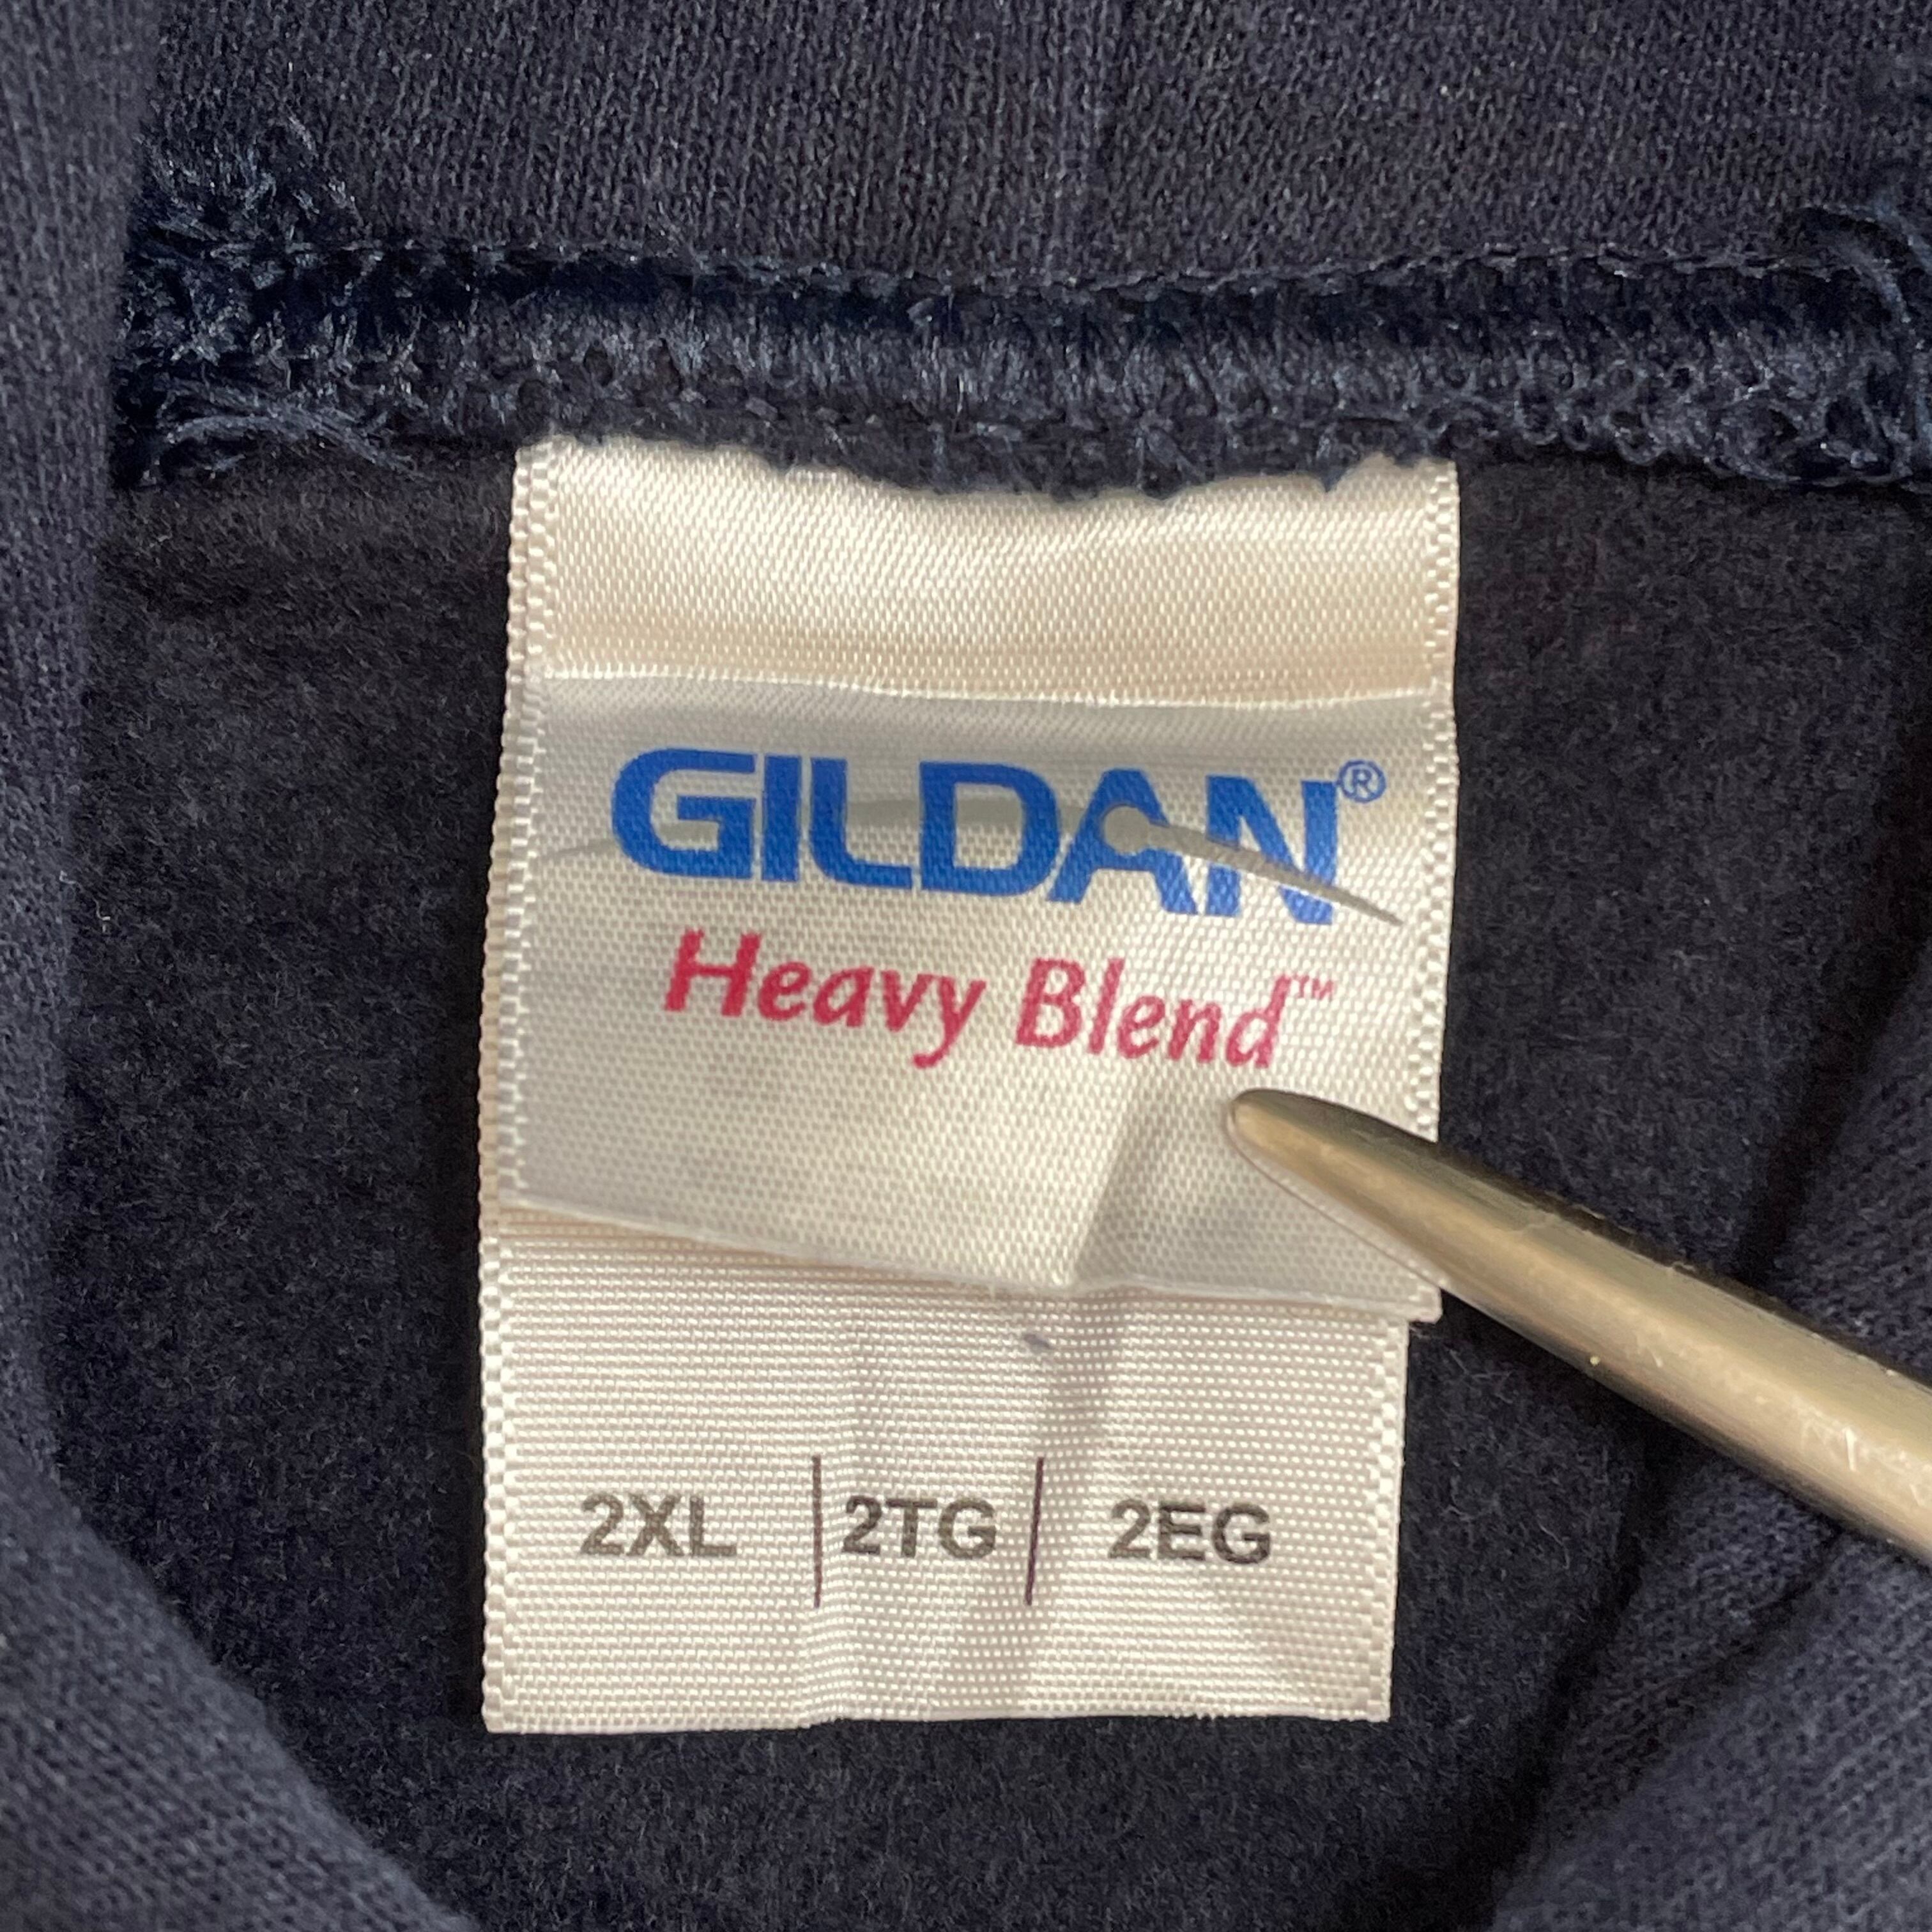 GILDAN®
Heavy Blend™
2XL | 2TG | 2EG